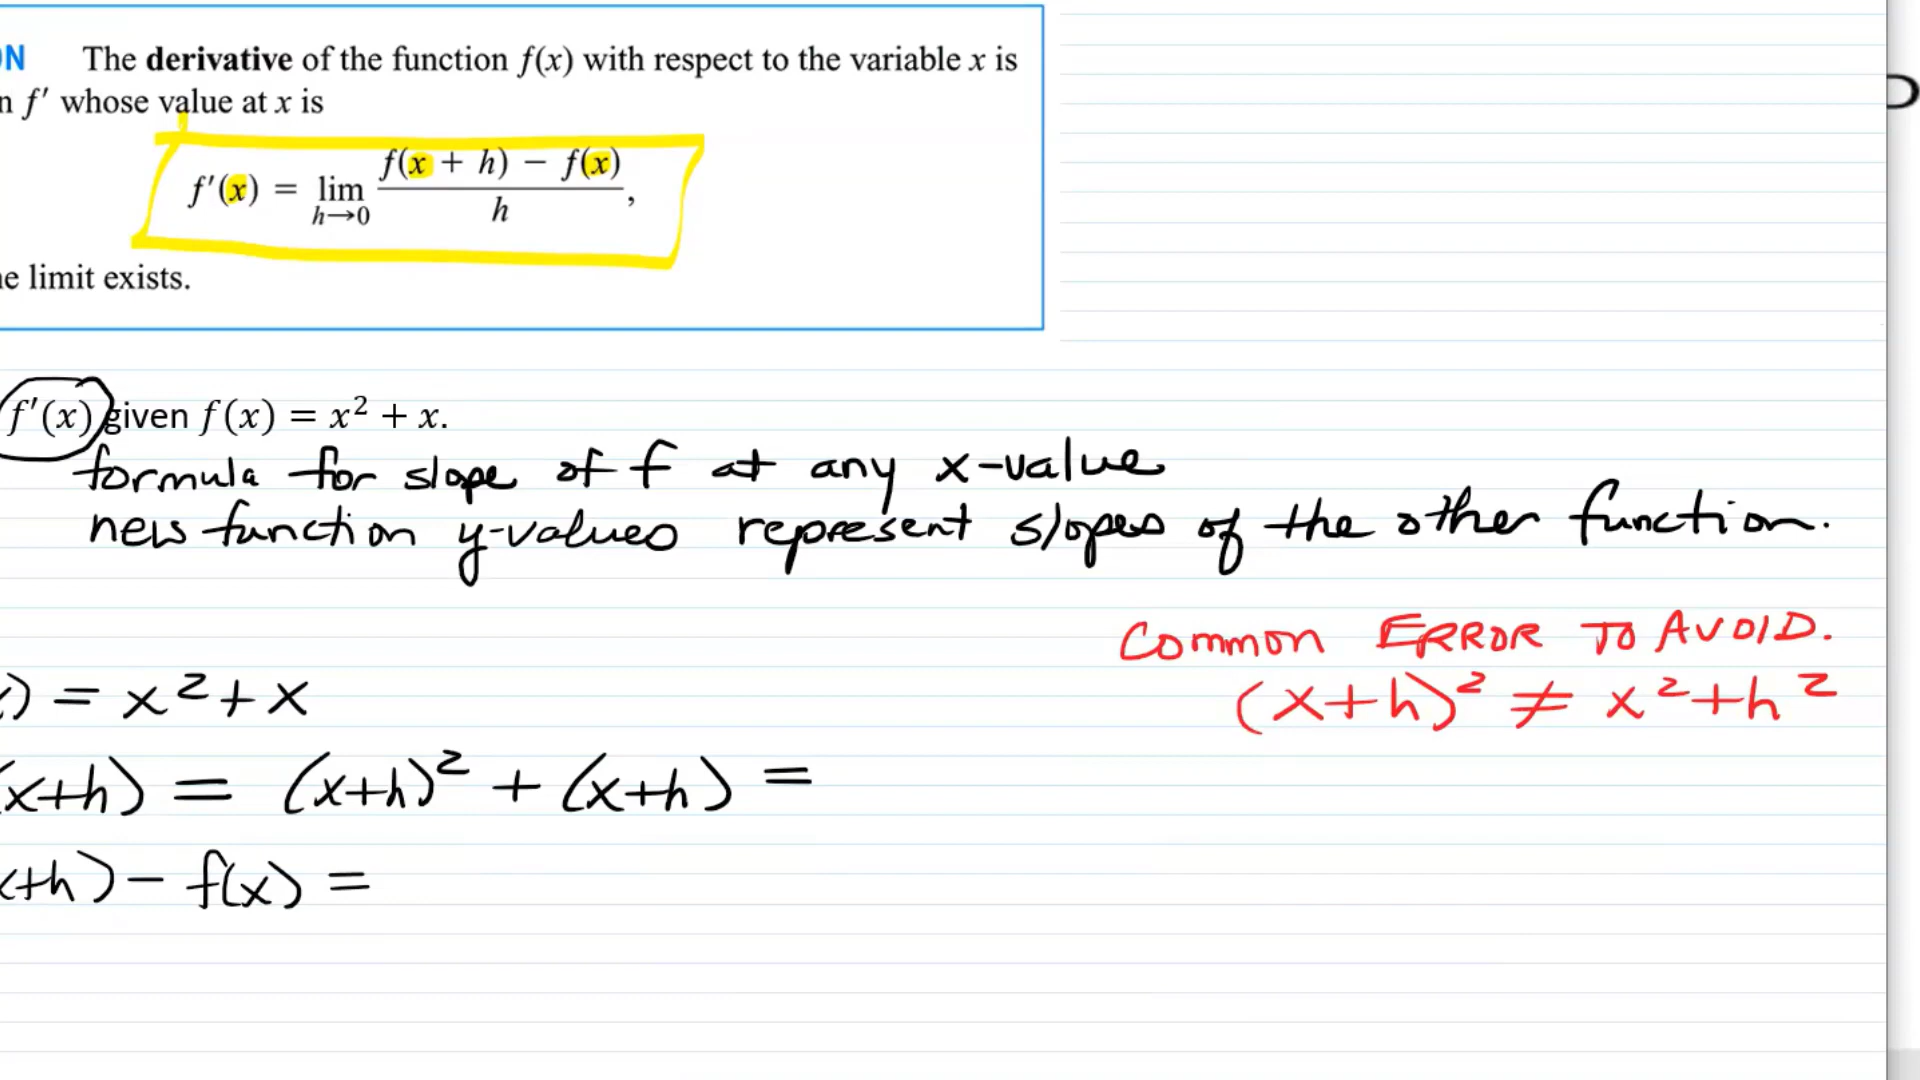 ON The derivative of the function f(x) with respect to the variable x is
n f′ whose value at x is
f′(x) = lim h→0 f(x + h) − f(x) / h ,
e limit exists.
f′(x) given f(x) = x² + x.
formula for slope of f at any x-value
new function y-values represent slopes of the other function.
Common ERROR TO AVOID.
(x+h)² ≠ x²+h²
) = x²+x
(x+h) = (x+h)² + (x+h) =
x+h) − f(x) =